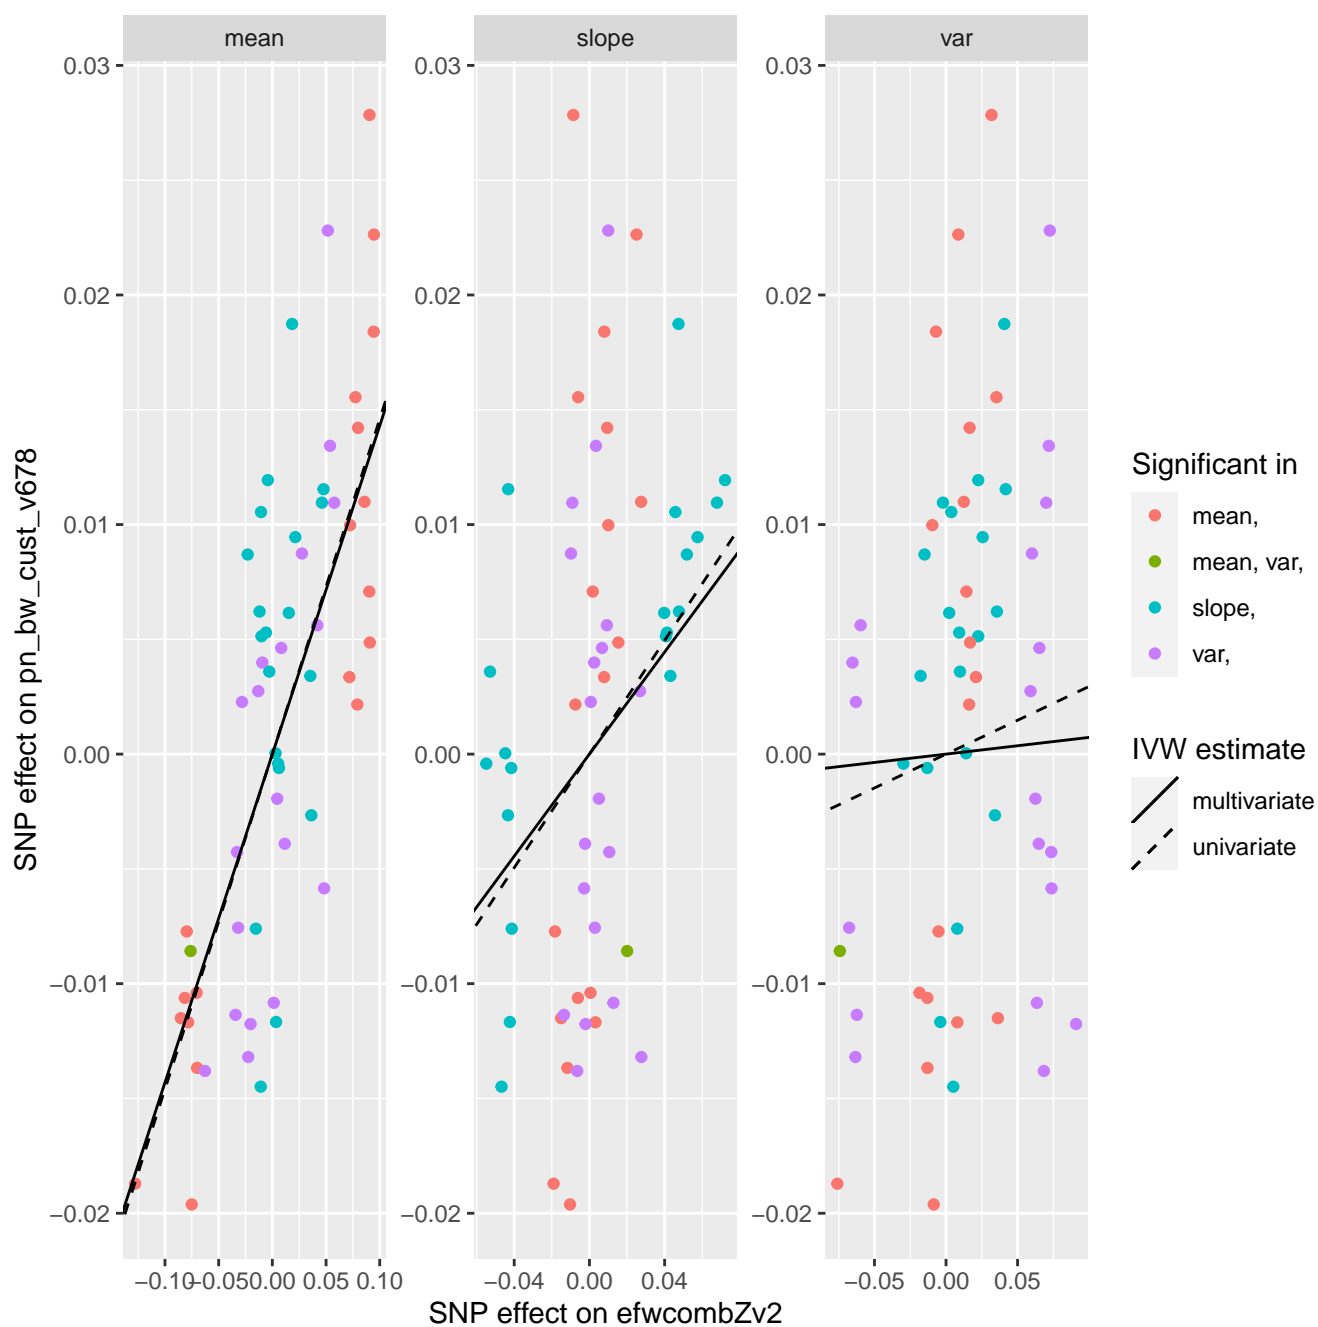 mean slope var
0.03 0.03 0.03
0.02 0.02 0.02
0.01 0.01 0.01
0.00 0.00 0.00
−0.01 −0.01 −0.01
−0.02 −0.02 −0.02
−0.10 −0.05 0.00 0.05 0.10 −0.04 0.00 0.04 −0.05 0.00 0.05
SNP effect on efwcombZv2
SNP effect on pn_bw_cust_v678
Significant in
mean,
mean, var,
slope,
var,
IVW estimate
multivariate
univariate